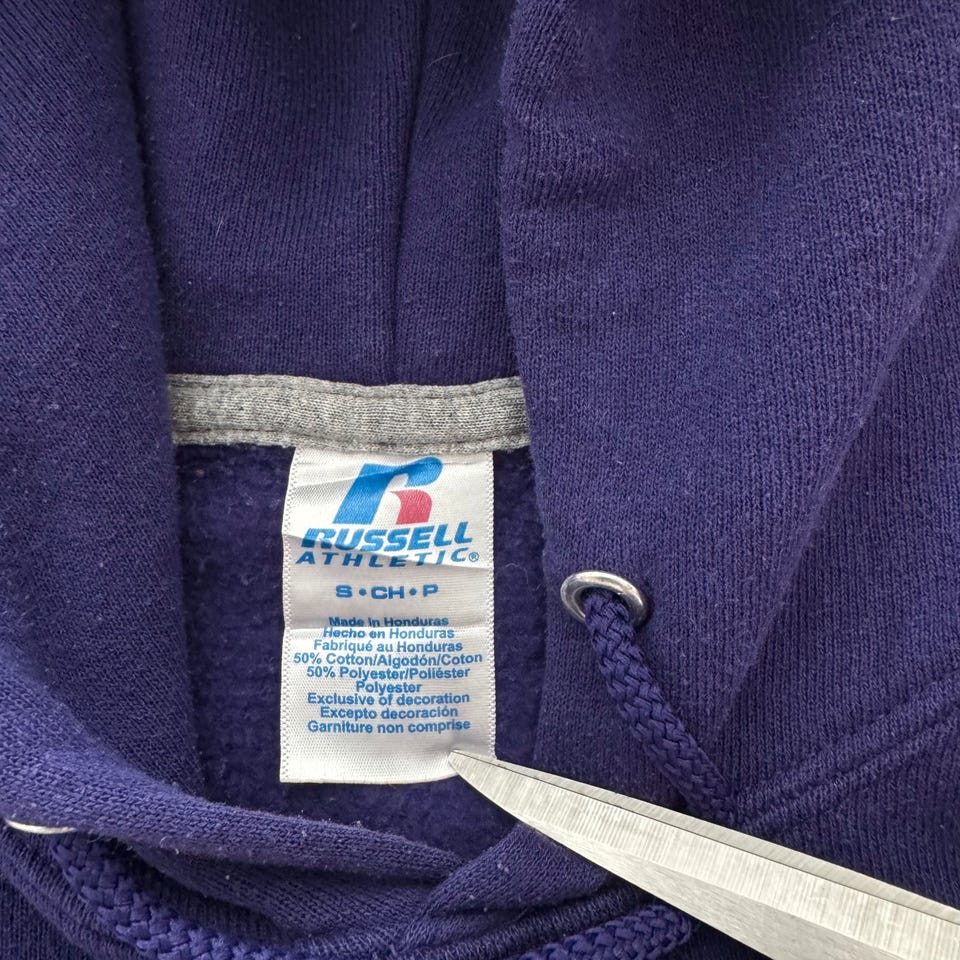 R
RUSSELL
ATHLETIC®
S • CH • P
Made in Honduras
Hecho en Honduras
Fabriqué au Honduras
50% Cotton/Algodón/Coton
50% Polyester/Poliéster
Polyester
Exclusive of decoration
Excepto decoración
Garniture non comprise